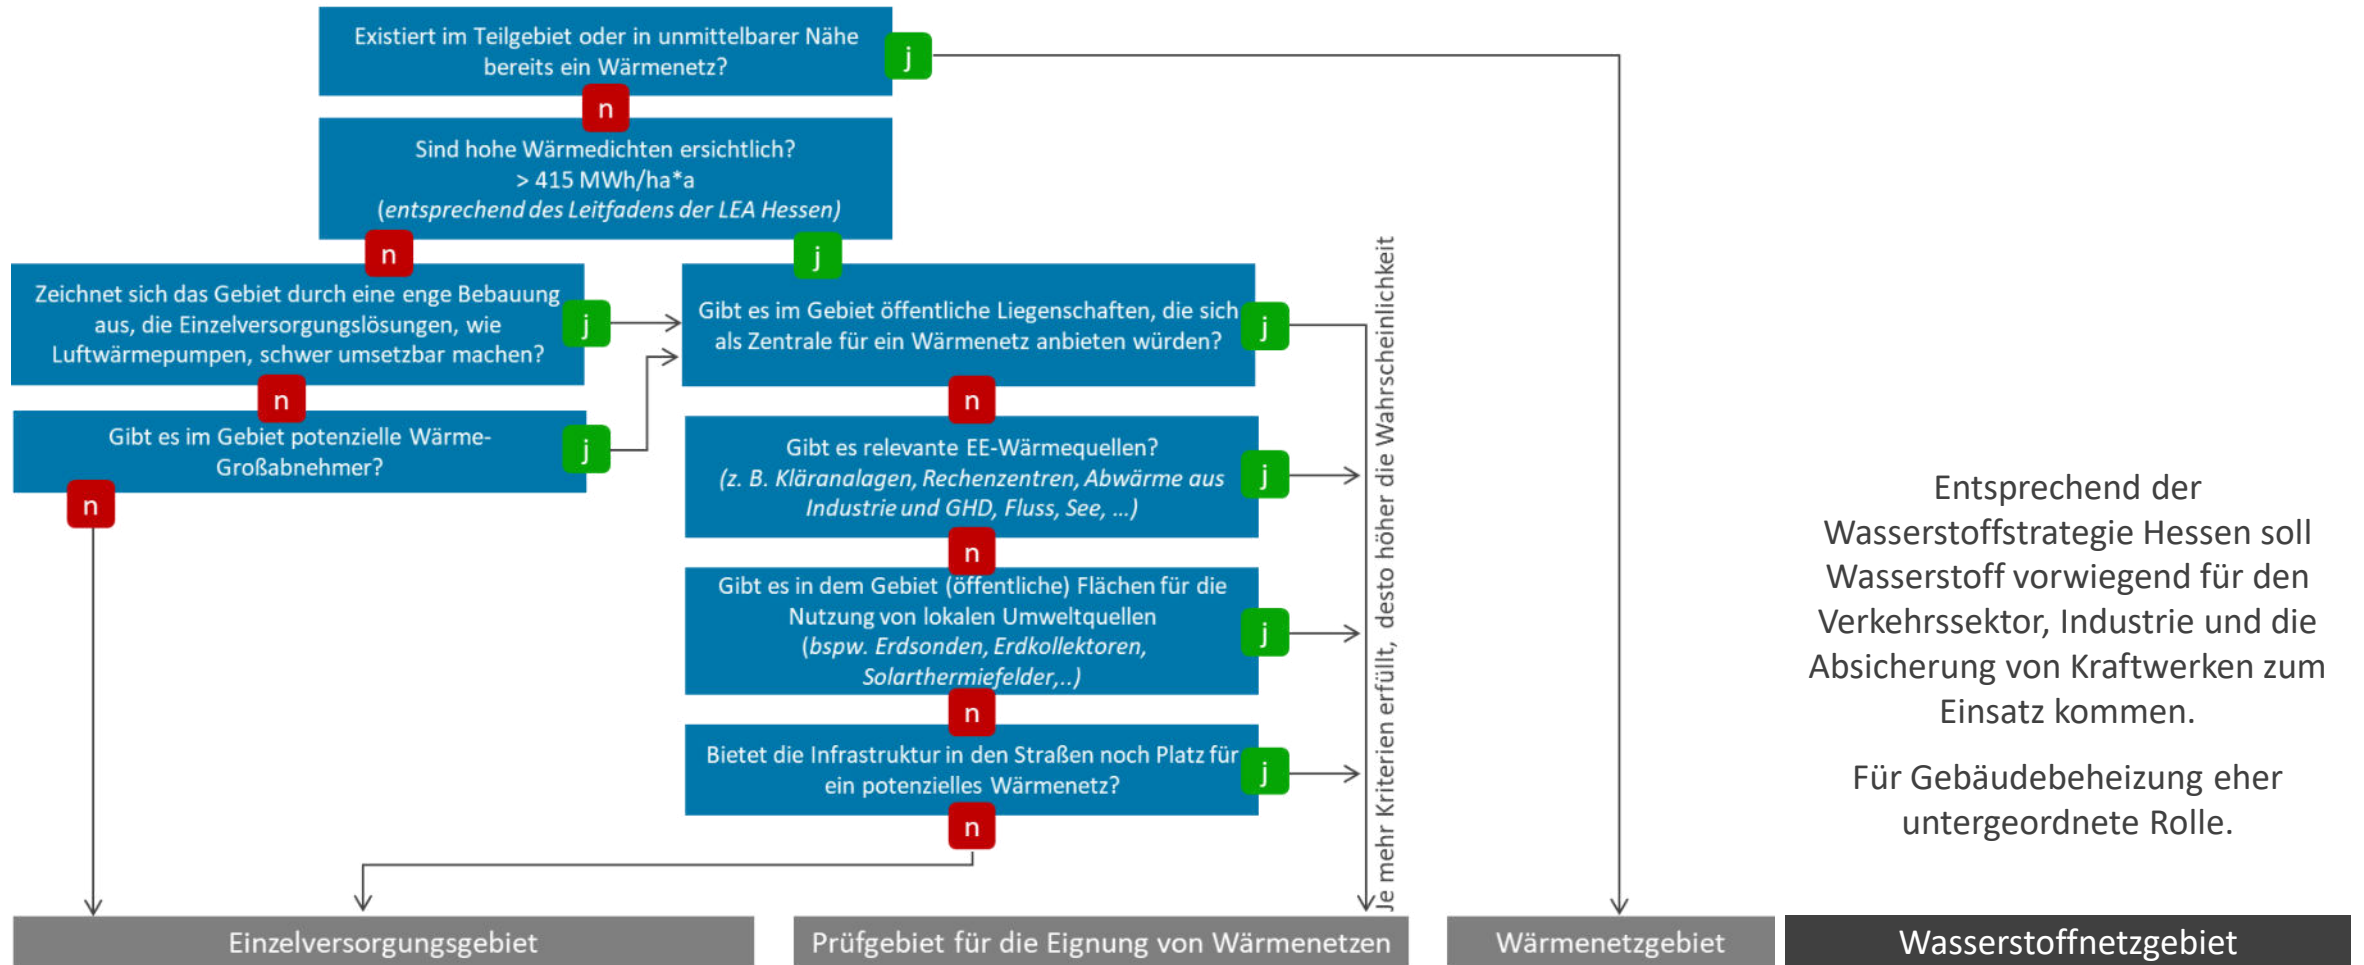 Existiert im Teilgebiet oder in unmittelbarer Nähe
bereits ein Wärmenetz?
j
n
Sind hohe Wärmedichten ersichtlich?
> 415 MWh/ha*a
(entsprechend des Leitfadens der LEA Hessen)
n
j
Zeichnet sich das Gebiet durch eine enge Bebauung
aus, die Einzelversorgungslösungen, wie
Luftwärmepumpen, schwer umsetzbar machen?
j
n
Gibt es im Gebiet potenzielle Wärme-
Großabnehmer?
j
n
Gibt es im Gebiet öffentliche Liegenschaften, die sich
als Zentrale für ein Wärmenetz anbieten würden?
j
n
Gibt es relevante EE-Wärmequellen?
(z. B. Kläranalagen, Rechenzentren, Abwärme aus
Industrie und GHD, Fluss, See, ...)
j
n
Gibt es in dem Gebiet (öffentliche) Flächen für die
Nutzung von lokalen Umweltquellen
(bspw. Erdsonden, Erdkollektoren,
Solarthermiefelder,..)
j
n
Bietet die Infrastruktur in den Straßen noch Platz für
ein potenzielles Wärmenetz?
j
n
Je mehr Kriterien erfüllt, desto höher die Wahrscheinlichkeit
Entsprechend der
Wasserstoffstrategie Hessen soll
Wasserstoff vorwiegend für den
Verkehrssektor, Industrie und die
Absicherung von Kraftwerken zum
Einsatz kommen.
Für Gebäudebeheizung eher
untergeordnete Rolle.
Einzelversorgungsgebiet
Prüfgebiet für die Eignung von Wärmenetzen
Wärmenetzgebiet
Wasserstoffnetzgebiet